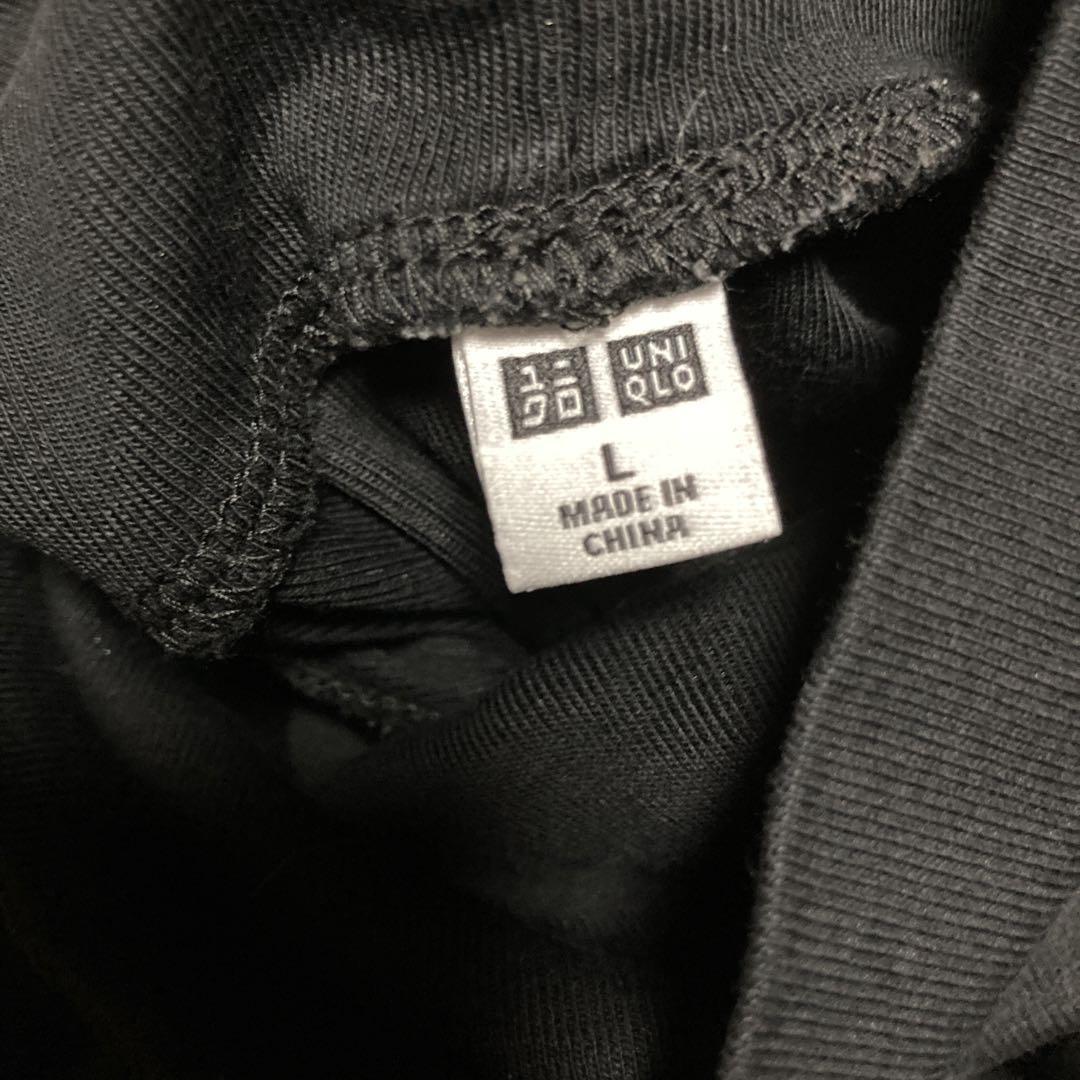 ユニ UNI
クロ QLO
L
MADE IN
CHINA